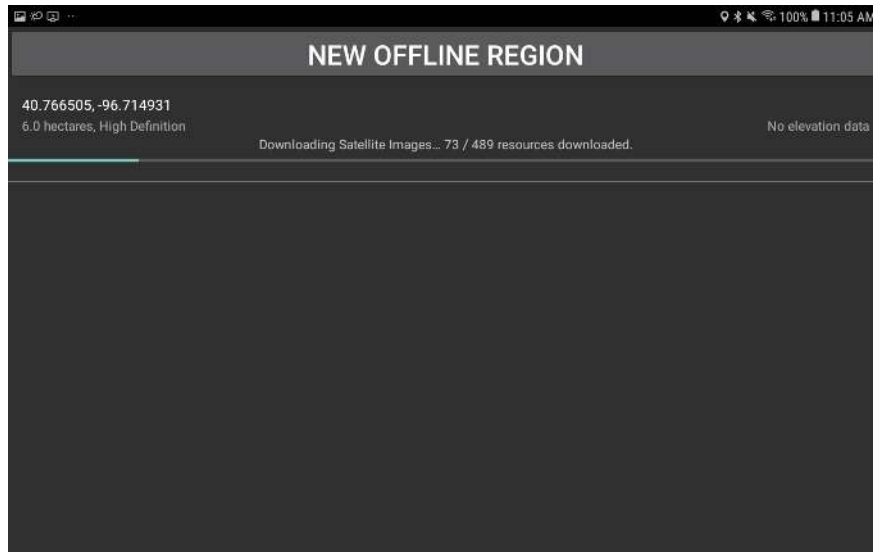 100% 11:05 AM
NEW OFFLINE REGION
40.766505, -96.714931
6.0 hectares, High Definition
No elevation data
Downloading Satellite Images... 73 / 489 resources downloaded.